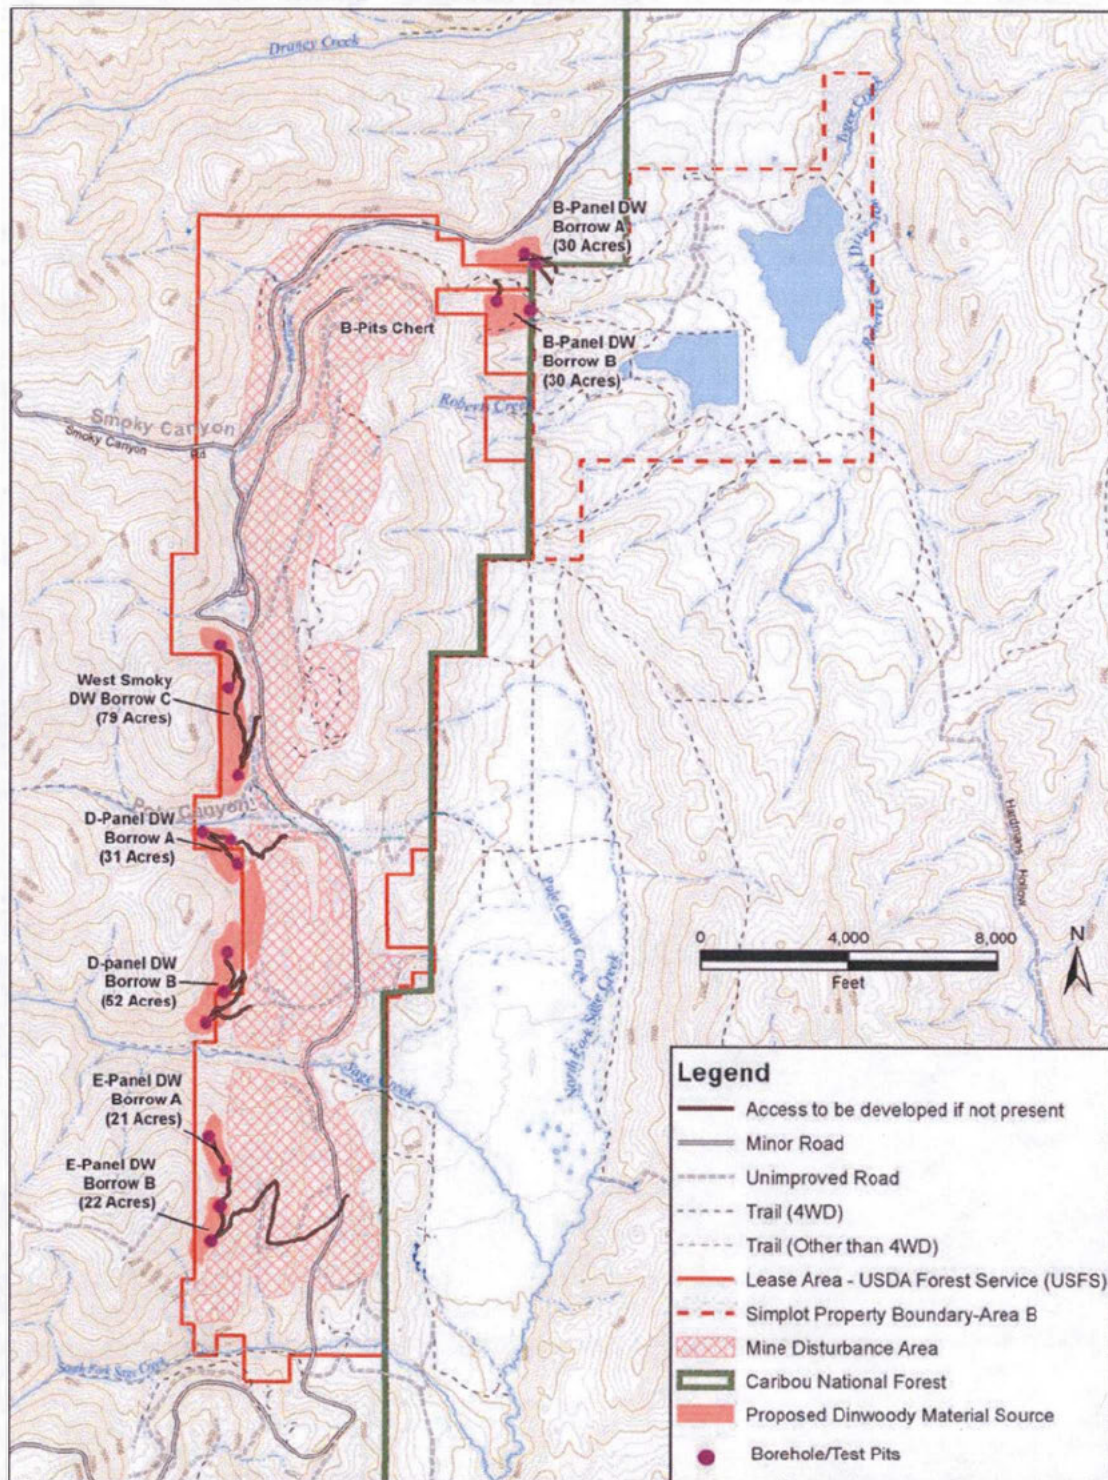 Draney Creek
Tygee Creek
B-Panel DW
Borrow A
(30 Acres)
B-Pits Chert
B-Panel DW
Borrow B
(30 Acres)
Roberts Creek
Smoky Canyon
Smoky Canyon
Rd
West Smoky
DW Borrow C
(79 Acres)
Pole Canyon
D-Panel DW
Borrow A
(31 Acres)
Hardmans Hollow
Pole Canyon Creek
North Fork Sage Creek
0 4,000 8,000
Feet
N
D-panel DW
Borrow B
(52 Acres)
Sage Creek
E-Panel DW
Borrow A
(21 Acres)
E-Panel DW
Borrow B
(22 Acres)
South Fork Sage Creek
Legend
Access to be developed if not present
Minor Road
Unimproved Road
Trail (4WD)
Trail (Other than 4WD)
Lease Area - USDA Forest Service (USFS)
Simplot Property Boundary-Area B
Mine Disturbance Area
Caribou National Forest
Proposed Dinwoody Material Source
Borehole/Test Pits